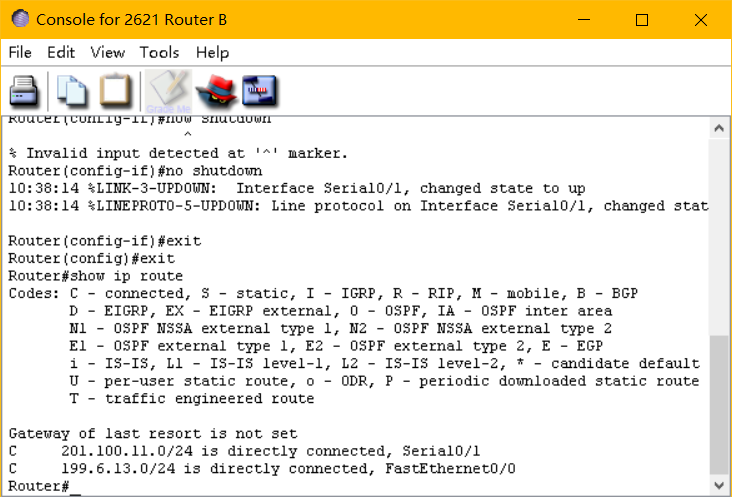 Console for 2621 Router B
File Edit View Tools Help
Grade Me
Router(config-if)#now shutdown
^
% Invalid input detected at '^' marker.
Router(config-if)#no shutdown
10:38:14 %LINK-3-UPDOWN:  Interface Serial0/1, changed state to up
10:38:14 %LINEPROTO-5-UPDOWN: Line protocol on Interface Serial0/1, changed stat
Router(config-if)#exit
Router(config)#exit
Router#show ip route
Codes: C - connected, S - static, I - IGRP, R - RIP, M - mobile, B - BGP
D - EIGRP, EX - EIGRP external, O - OSPF, IA - OSPF inter area
N1 - OSPF NSSA external type 1, N2 - OSPF NSSA external type 2
E1 - OSPF external type 1, E2 - OSPF external type 2, E - EGP
i - IS-IS, L1 - IS-IS level-1, L2 - IS-IS level-2, * - candidate default
U - per-user static route, o - ODR, P - periodic downloaded static route
T - traffic engineered route
Gateway of last resort is not set
C     201.100.11.0/24 is directly connected, Serial0/1
C     199.6.13.0/24 is directly connected, FastEthernet0/0
Router#_